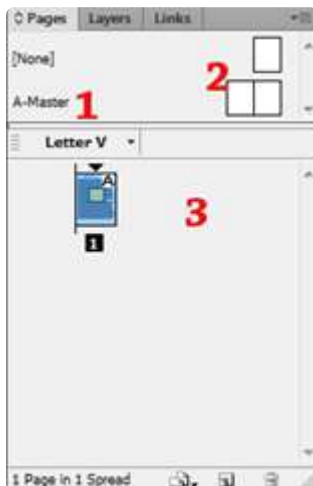 Pages Layers Links
[None]
2
A-Master 1
Letter V
A
3
1
1 Page in 1 Spread